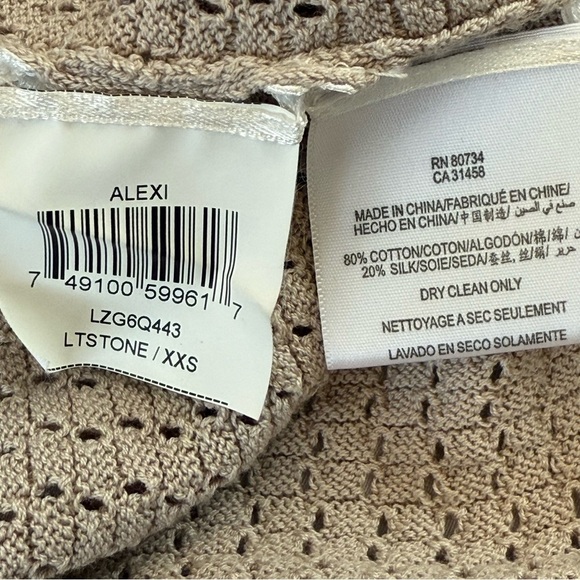 ALEXI
7 49100 59961 7
LZG6Q443
LTSTONE / XXS
RN 80734
CA 31458
MADE IN CHINA/FABRIQUÉ EN CHINE/
HECHO EN CHINA/中国制造/ صنع في الصين
80% COTTON/COTON/ALGODÓN/棉/綿/
20% SILK/SOIE/SEDA/蚕丝, 丝/ حرير
DRY CLEAN ONLY
NETTOYAGE A SEC SEULEMENT
LAVADO EN SECO SOLAMENTE